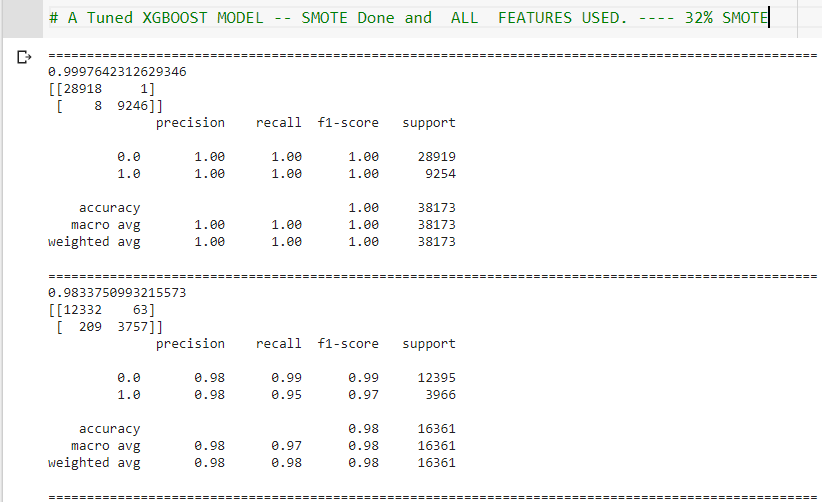 # A Tuned XGBOOST MODEL -- SMOTE Done and  ALL  FEATURES USED. ---- 32% SMOTE
====================================================================================================
0.9997642312629346
[[28918     1]
 [    8  9246]]
              precision    recall  f1-score   support

         0.0       1.00      1.00      1.00     28919
         1.0       1.00      1.00      1.00      9254

    accuracy                           1.00     38173
   macro avg       1.00      1.00      1.00     38173
weighted avg       1.00      1.00      1.00     38173

====================================================================================================
0.9833750993215573
[[12332    63]
 [  209  3757]]
              precision    recall  f1-score   support

         0.0       0.98      0.99      0.99     12395
         1.0       0.98      0.95      0.97      3966

    accuracy                           0.98     16361
   macro avg       0.98      0.97      0.98     16361
weighted avg       0.98      0.98      0.98     16361

====================================================================================================